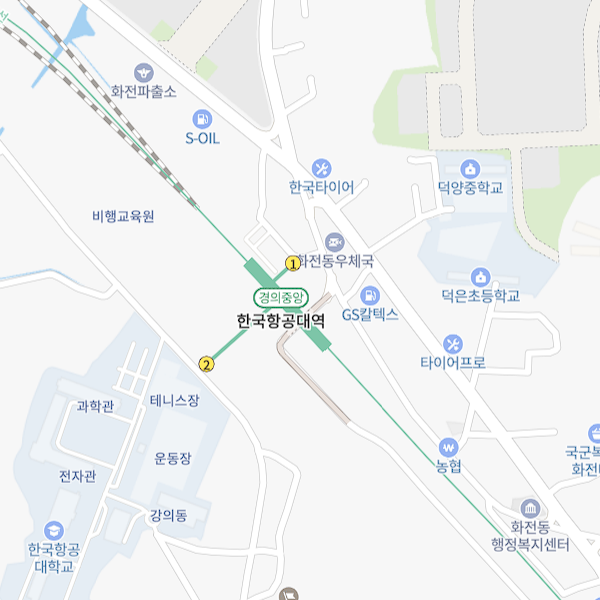 선
화전파출소
S-OIL
한국타이어
덕양중학교
비행교육원
1
화전동우체국
경의중앙
한국항공대역
GS칼텍스
덕은초등학교
타이어프로
2
테니스장
과학관
운동장
전자관
농협
국군복
화전
강의동
화전동
행정복지센터
한국항공
대학교